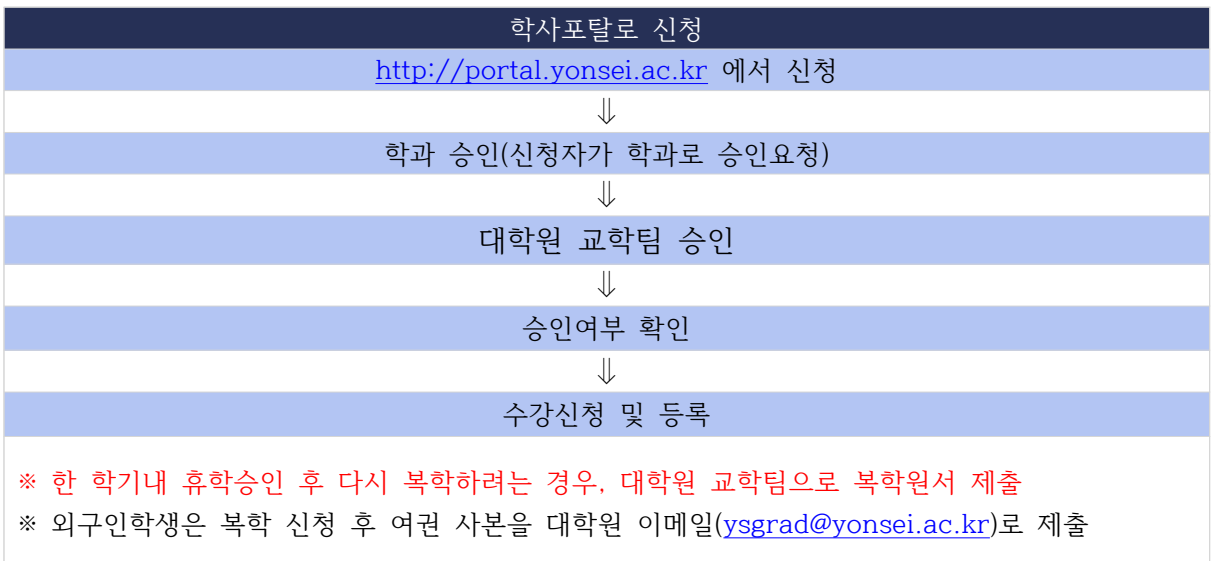 학사포탈로 신청
http://portal.yonsei.ac.kr 에서 신청
⇓
학과 승인(신청자가 학과로 승인요청)
⇓
대학원 교학팀 승인
⇓
승인여부 확인
⇓
수강신청 및 등록
※ 한 학기내 휴학승인 후 다시 복학하려는 경우, 대학원 교학팀으로 복학원서 제출
※ 외구인학생은 복학 신청 후 여권 사본을 대학원 이메일(ysgrad@yonsei.ac.kr)로 제출